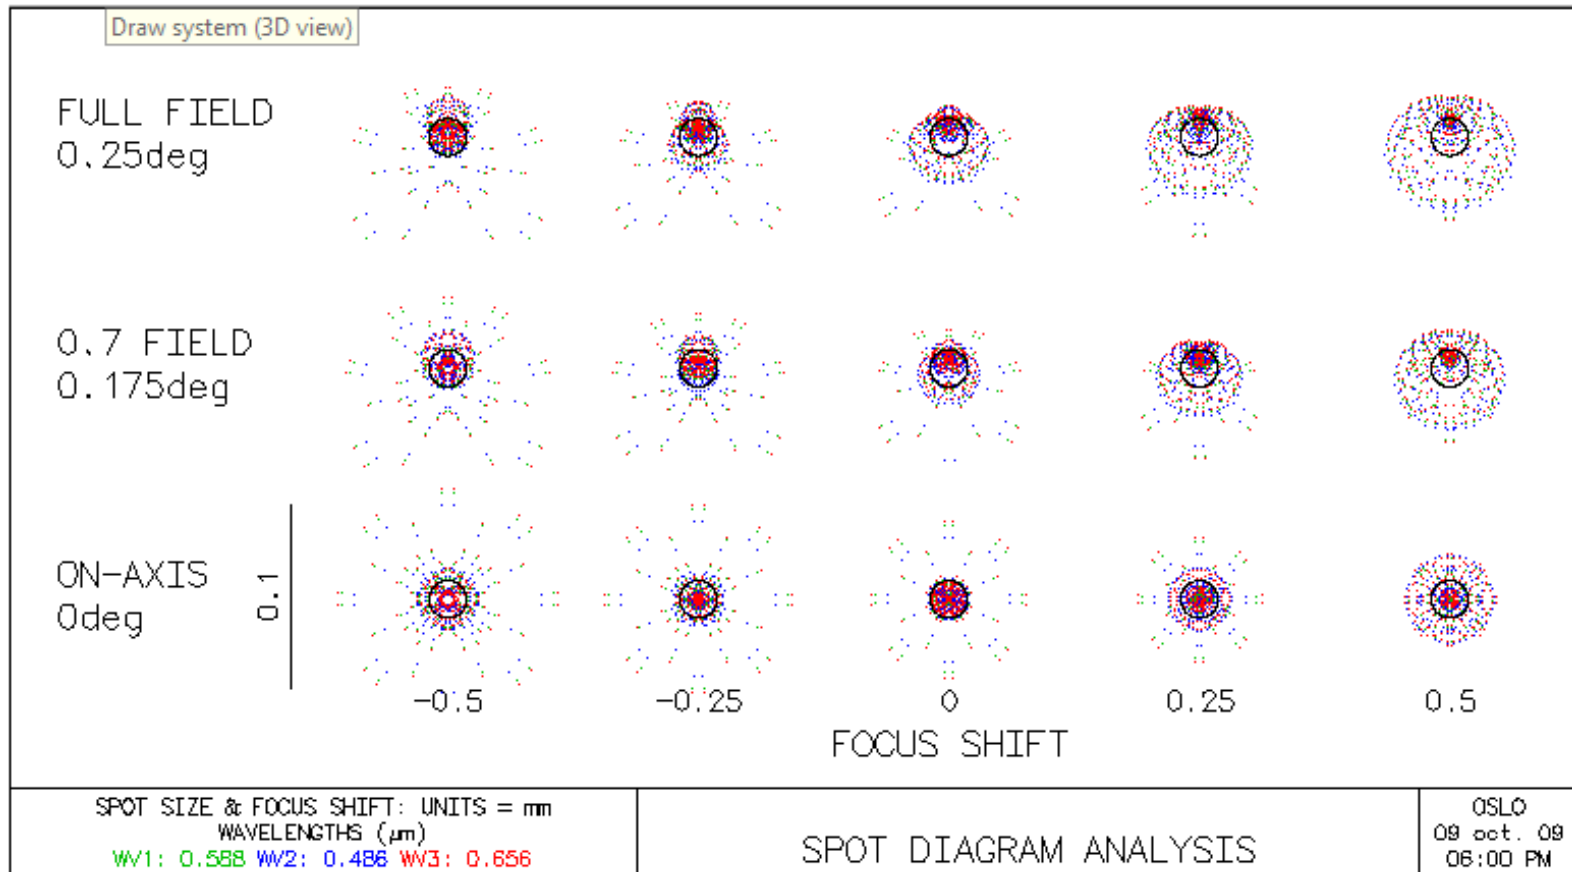 Draw system (3D view)
FULL FIELD
0.25deg
0.7 FIELD
0.175deg
ON-AXIS
0deg
0.1
-0.5 -0.25 0 0.25 0.5
FOCUS SHIFT
SPOT SIZE & FOCUS SHIFT: UNITS = mm
WAVELENGTHS (μm)
WV1: 0.588 WV2: 0.486 WV3: 0.656
SPOT DIAGRAM ANALYSIS
OSLO
09 oct. 09
06:00 PM